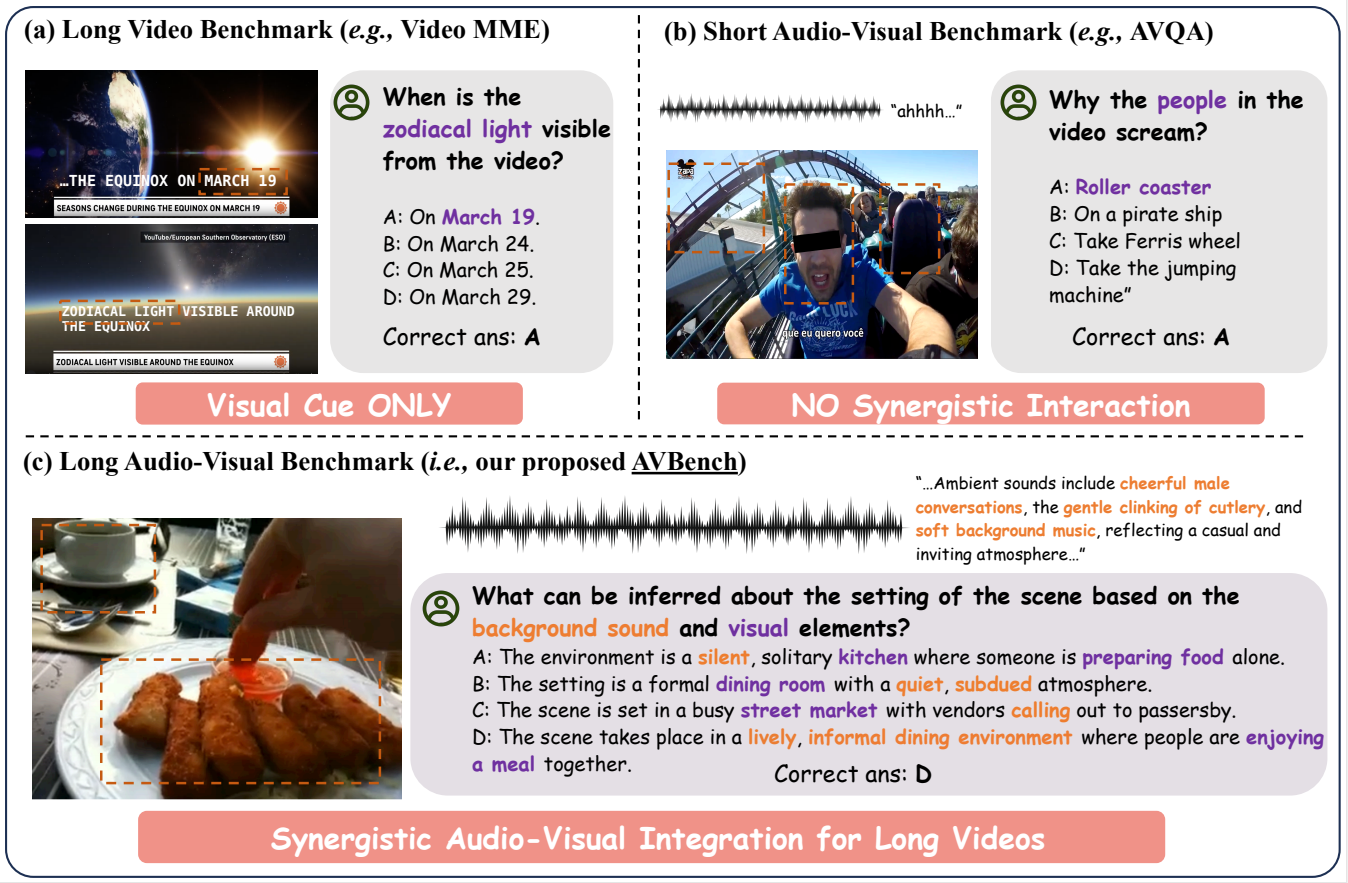 (a) Long Video Benchmark (e.g., Video MME)
…THE EQUINOX ON MARCH 19
SEASONS CHANGE DURING THE EQUINOX ON MARCH 19
YouTube/European Southern Observatory (ESO)
ZODIACAL LIGHT VISIBLE AROUND
THE EQUINOX
ZODIACAL LIGHT VISIBLE AROUND THE EQUINOX
When is the
zodiacal light visible
from the video?
A: On March 19.
B: On March 24.
C: On March 25.
D: On March 29.
Correct ans: A
Visual Cue ONLY
(b) Short Audio-Visual Benchmark (e.g., AVQA)
“ahhhh…”
zapa
que eu quero você
Why the people in the
video scream?
A: Roller coaster
B: On a pirate ship
C: Take Ferris wheel
D: Take the jumping
machine”
Correct ans: A
NO Synergistic Interaction
(c) Long Audio-Visual Benchmark (i.e., our proposed AVBench)
“…Ambient sounds include cheerful male
conversations, the gentle clinking of cutlery, and
soft background music, reflecting a casual and
inviting atmosphere…”
What can be inferred about the setting of the scene based on the
background sound and visual elements?
A: The environment is a silent, solitary kitchen where someone is preparing food alone.
B: The setting is a formal dining room with a quiet, subdued atmosphere.
C: The scene is set in a busy street market with vendors calling out to passersby.
D: The scene takes place in a lively, informal dining environment where people are enjoying
a meal together.
Correct ans: D
Synergistic Audio-Visual Integration for Long Videos